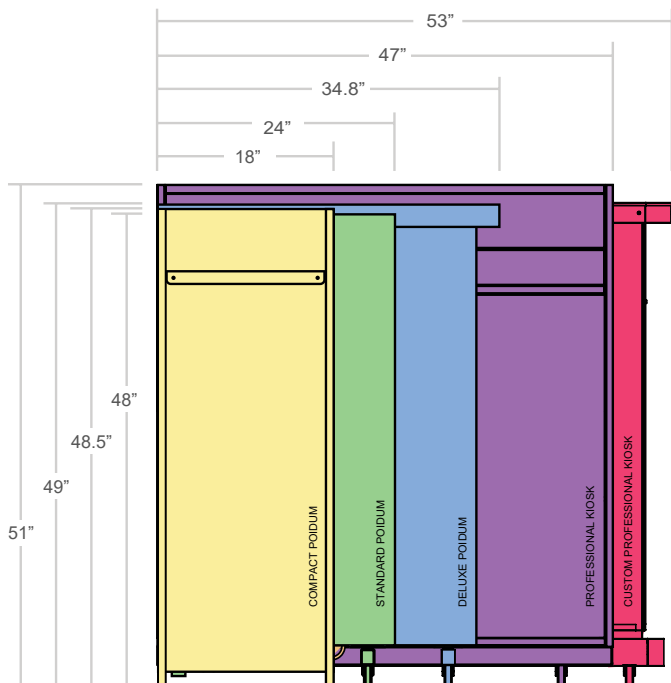 53”
47”
34.8”
24”
18”
48”
48.5”
49”
51”
COMPACT POIDUM
STANDARD POIDUM
DELUXE POIDUM
PROFESSIONAL KIOSK
CUSTOM PROFESSIONAL KIOSK